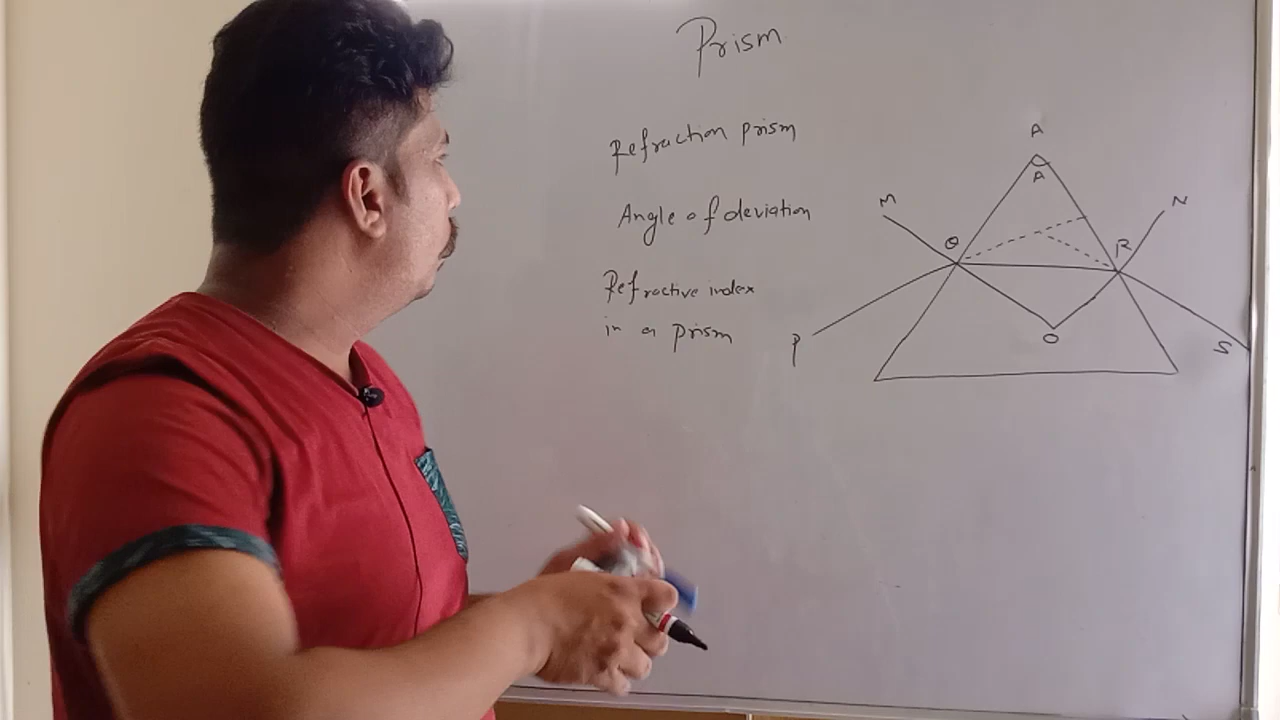 Prism
Refraction prism
Angle of deviation
Refractive index
in a prism
A
A
M
N
Q
R
P
O
S